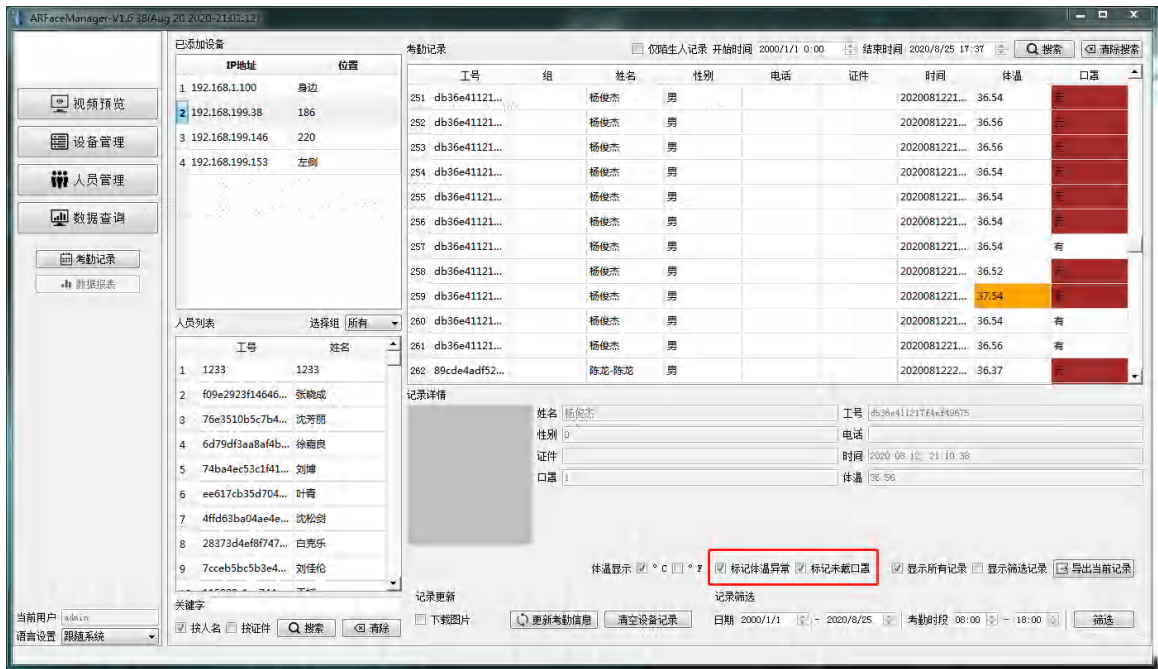 ARFaceManager-V1.6.38(Aug 20 2020-21:01:12)
视频预览
设备管理
人员管理
数据查询
考勤记录
数据报表
当前用户 admin
语言设置 跟随系统
已添加设备
IP地址 位置
1 192.168.1.100 身边
2 192.168.199.38 186
3 192.168.199.146 220
4 192.168.199.153 左侧
人员列表 选择组 所有
工号 姓名
1 1233 1233
2 f09e2923f14646... 张晓成
3 76e3510b5c7b4... 沈芳丽
4 6d79df3aa8af4b... 徐嘉良
5 74ba4ec53c1f41... 刘博
6 ee617cb35d704... 叶青
7 4ffd63ba04ae4e... 沈松剑
8 28373d4ef8f747... 白克乐
9 7cceb5bc5b3e4... 刘佳伦
关键字
按人名 按证件 搜索 清除
考勤记录 仅陌生人记录 开始时间 2000/1/1 0:00 结束时间 2020/8/25 17:37 搜索 清除搜索
工号 组 姓名 性别 电话 证件 时间 体温 口罩
251 db36e41121... 杨俊杰 男 2020081221... 36.54 无
252 db36e41121... 杨俊杰 男 2020081221... 36.56 无
253 db36e41121... 杨俊杰 男 2020081221... 36.56 无
254 db36e41121... 杨俊杰 男 2020081221... 36.54 无
255 db36e41121... 杨俊杰 男 2020081221... 36.54 无
256 db36e41121... 杨俊杰 男 2020081221... 36.54 无
257 db36e41121... 杨俊杰 男 2020081221... 36.54 有
258 db36e41121... 杨俊杰 男 2020081221... 36.52 无
259 db36e41121... 杨俊杰 男 2020081221... 37.54 无
260 db36e41121... 杨俊杰 男 2020081221... 36.54 有
261 db36e41121... 杨俊杰 男 2020081221... 36.56 有
262 89cde4adf52... 陈龙-陈龙 男 2020081222... 36.37 无
记录详情
姓名 杨俊杰 工号 db36e411217f4ef49675
性别 0 电话
证件 时间 2020-08-12, 21:10:38
口罩 1 体温 36.56
体温显示 °C °F 标记体温异常 标记未戴口罩 显示所有记录 显示筛选记录 导出当前记录
记录更新 记录筛选
下载图片 更新考勤信息 清空设备记录 日期 2000/1/1 - 2020/8/25 考勤时段 08:00 - 18:00 筛选